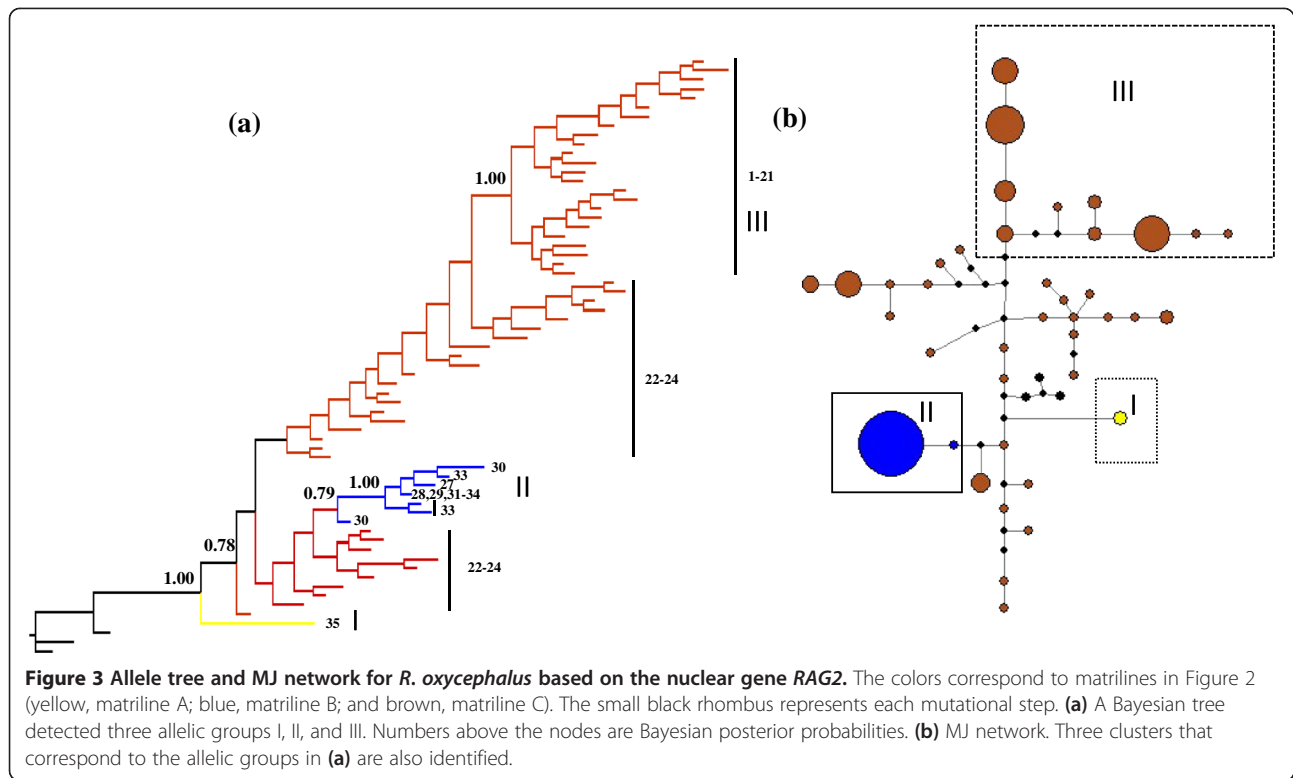 (a)
(b)
III
1.00
1-21
III
22-24
II
I
30
33
1.00
27
II
0.79
28,29,31-34
33
30
0.78
22-24
1.00
35
I
Figure 3 Allele tree and MJ network for R. oxycephalus based on the nuclear gene RAG2. The colors correspond to matrilines in Figure 2
(yellow, matriline A; blue, matriline B; and brown, matriline C). The small black rhombus represents each mutational step. (a) A Bayesian tree
detected three allelic groups I, II, and III. Numbers above the nodes are Bayesian posterior probabilities. (b) MJ network. Three clusters that
correspond to the allelic groups in (a) are also identified.